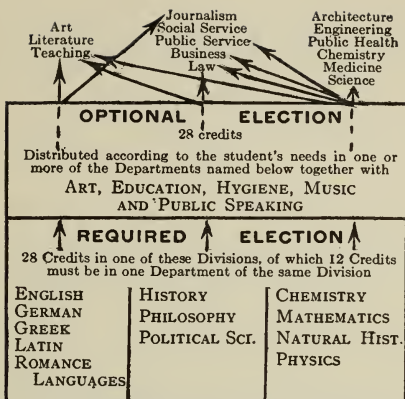 Art
Literature
Teaching
Journalism
Social Service
Public Service
Business
Law
Architecture
Engineering
Public Health
Chemistry
Medicine
Science
OPTIONAL ELECTION
28 credits
Distributed according to the student's needs in one or
more of the Departments named below together with
ART, EDUCATION, HYGIENE, MUSIC
AND PUBLIC SPEAKING
REQUIRED ELECTION
28 Credits in one of these Divisions, of which 12 Credits
must be in one Department of the same Division
ENGLISH
GERMAN
GREEK
LATIN
ROMANCE
LANGUAGES
HISTORY
PHILOSOPHY
POLITICAL SCI.
CHEMISTRY
MATHEMATICS
NATURAL HIST.
PHYSICS